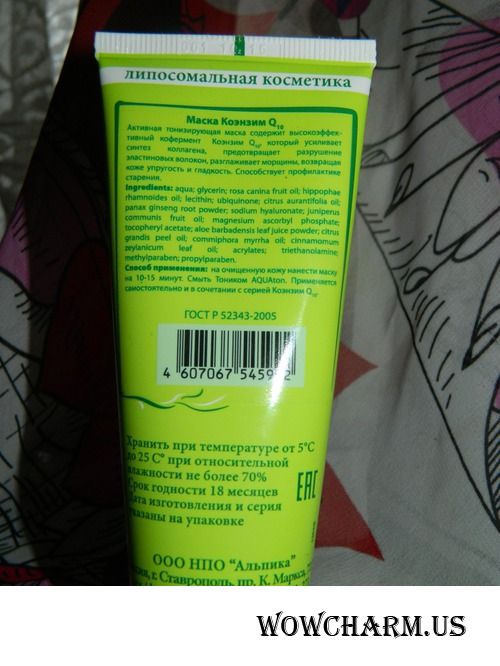 001 10 16
липосомальная косметика
Маска Коэнзим Q10
Активная тонизирующая маска содержит высокоэффек-
тивный кофермент Коэнзим Q10, который усиливает
синтез коллагена, предотвращает разрушение
эластиновых волокон, разглаживает морщины, возвращая
коже упругость и гладкость. Способствует профилактике
старения.
Ingredients: aqua; glycerin; rosa canina fruit oil; hippophae
rhamnoides oil; lecithin; ubiquinone; citrus aurantifolia oil;
panax ginseng root powder; sodium hyaluronate; juniperus
communis fruit oil; magnesium ascorbyl phosphate;
tocopheryl acetate; aloe barbadensis leaf juice powder; citrus
grandis peel oil; commiphora myrrha oil; cinnamomum
zeylanicum leaf oil; acrylates; triethanolamine;
methylparaben; propylparaben.
Способ применения: на очищенную кожу нанести маску
на 10-15 минут. Смыть Тоником AQUAton. Применяется
самостоятельно и в сочетании с серией Коэнзим Q10.
ГОСТ Р 52343-2005
4 607067 545992
Хранить при температуре от 5°C
до 25 C° при относительной
влажности не более 70%
Срок годности 18 месяцев
Дата изготовления и серия
указаны на упаковке
EAC
ООО НПО "Альпика"
г. Ставрополь, пр. К. Маркса,
WOWCHARM.US